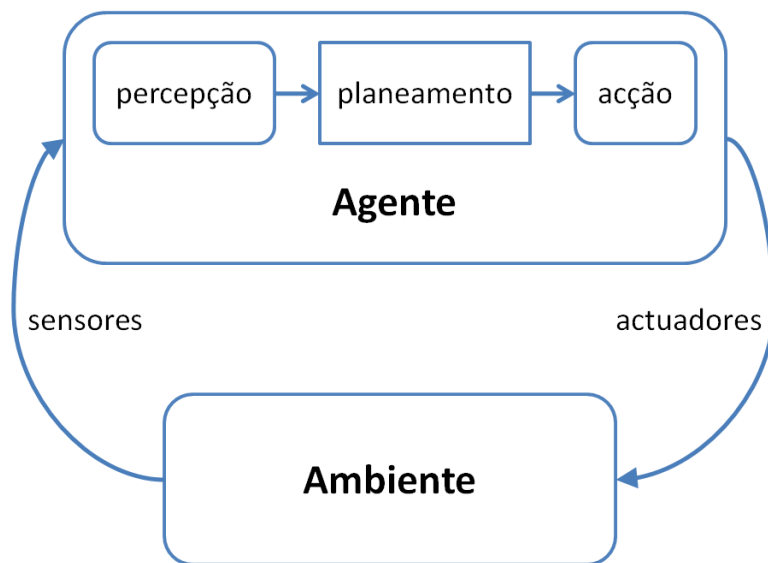 percepção
planeamento
acção
Agente
sensores
actuadores
Ambiente